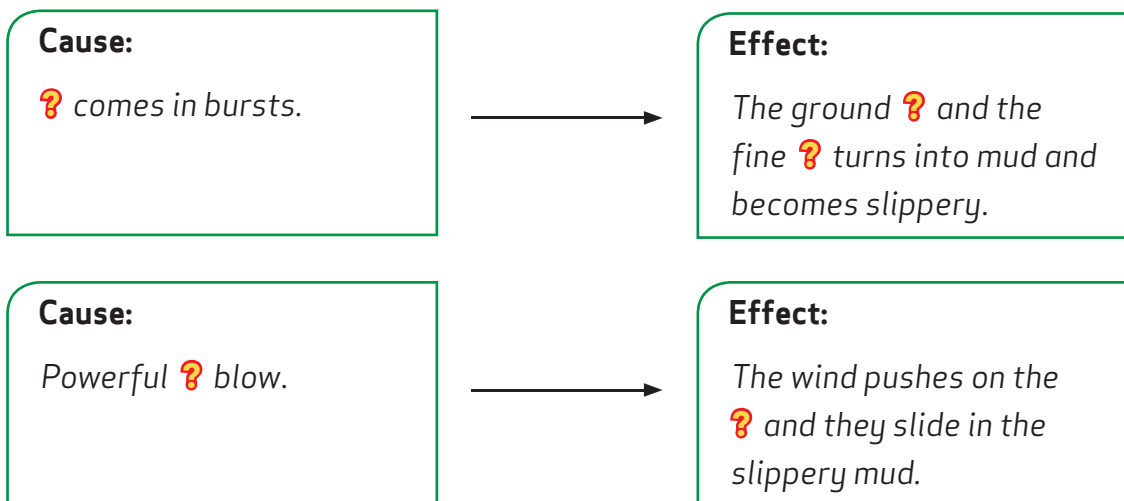 Cause:
? comes in bursts.
Effect:
The ground ? and the
fine ? turns into mud and
becomes slippery.
Cause:
Powerful ? blow.
Effect:
The wind pushes on the
? and they slide in the
slippery mud.